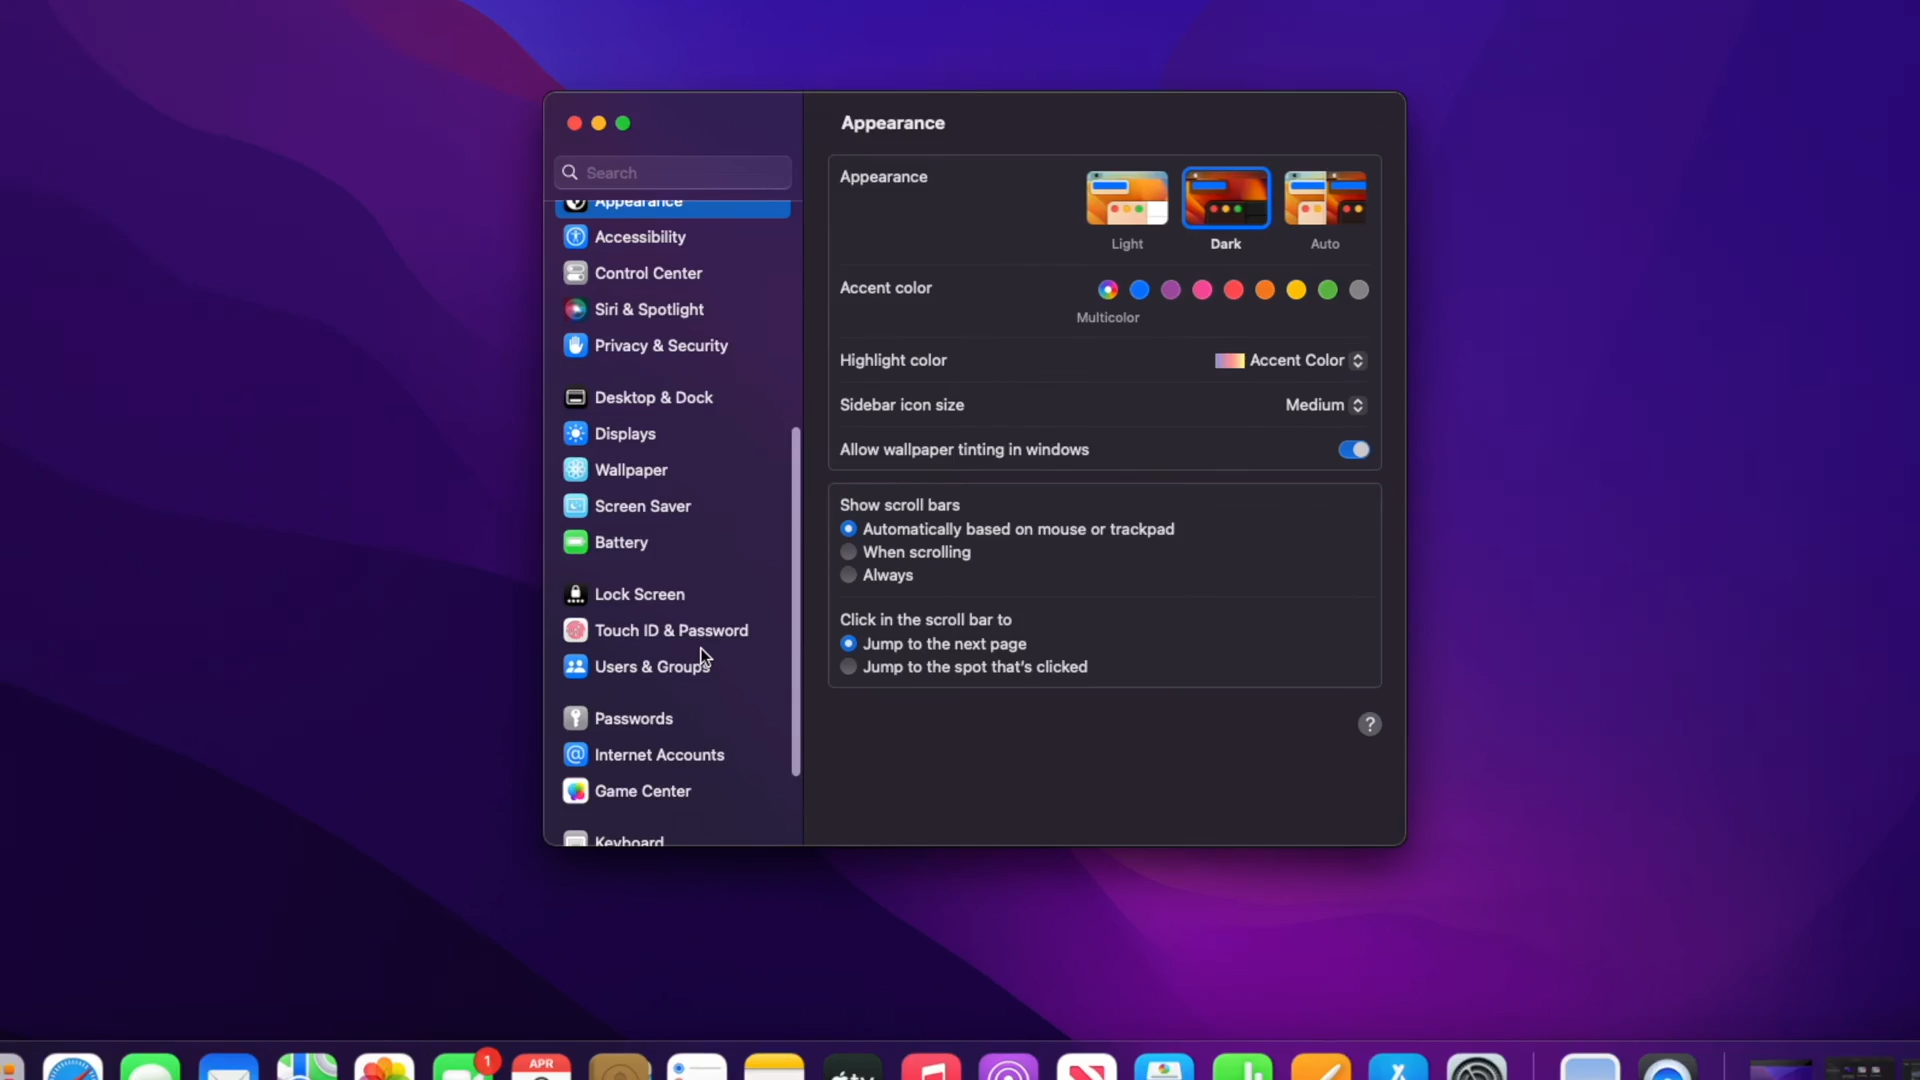 Search
Appearance
Accessibility
Control Center
Siri & Spotlight
Privacy & Security
Desktop & Dock
Displays
Wallpaper
Screen Saver
Battery
Lock Screen
Touch ID & Password
Users & Groups
Passwords
Internet Accounts
Game Center
Keyboard
Appearance
Appearance
Light
Dark
Auto
Accent color
Multicolor
Highlight color
Accent Color
Sidebar icon size
Medium
Allow wallpaper tinting in windows
Show scroll bars
Automatically based on mouse or trackpad
When scrolling
Always
Click in the scroll bar to
Jump to the next page
Jump to the spot that's clicked
?
1
APR